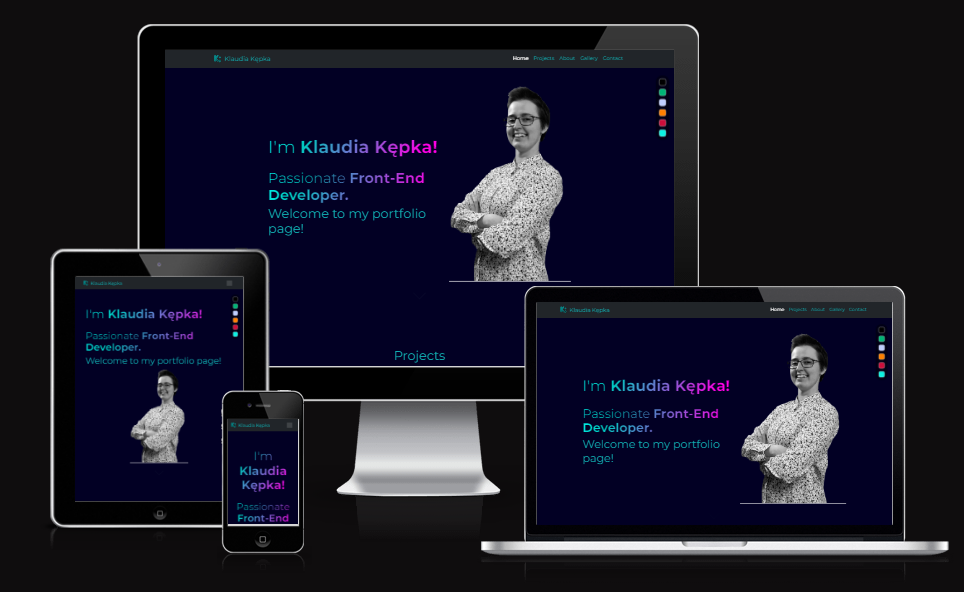 Klaudia Kępka
Home Projects About Gallery Contact
I'm Klaudia Kępka!
Passionate Front-End
Developer.
Welcome to my portfolio
page!
Projects
Klaudia Kępka
I'm Klaudia Kępka!
Passionate Front-End
Developer.
Welcome to my portfolio page!
Klaudia Kępka
I'm
Klaudia
Kępka!
Passionate
Front-End
Klaudia Kępka
Home Projects About Gallery Contact
I'm Klaudia Kępka!
Passionate Front-End
Developer.
Welcome to my portfolio
page!